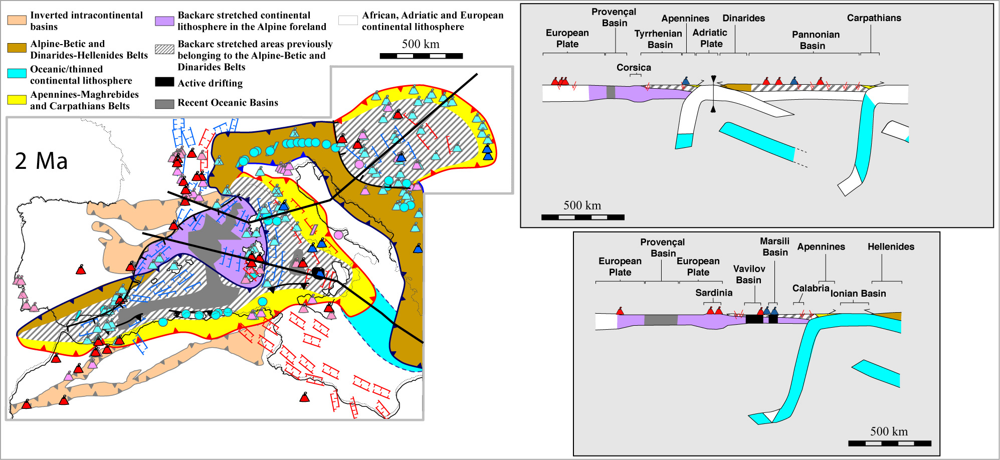 Inverted intracontinental
basins
Alpine-Betic and
Dinarides-Hellenides Belts
Oceanic/thinned
continental lithosphere
Apennines-Maghrebides
and Carpathians Belts
Backarc stretched continental
lithosphere in the Alpine foreland
Backarc stretched areas previously
belonging to the Alpine-Betic and
Dinarides Belts
Active drifting
Recent Oceanic Basins
African, Adriatic and European
continental lithosphere
500 km
2 Ma
European
Plate
Provençal
Basin
Corsica
Tyrrhenian
Basin
Apennines
Adriatic
Plate
Dinarides
Pannonian
Basin
Carpathians
500 km
European
Plate
Provençal
Basin
European
Plate
Sardinia
Vavilov
Basin
Marsili
Basin
Calabria
Apennines
Ionian Basin
Hellenides
500 km